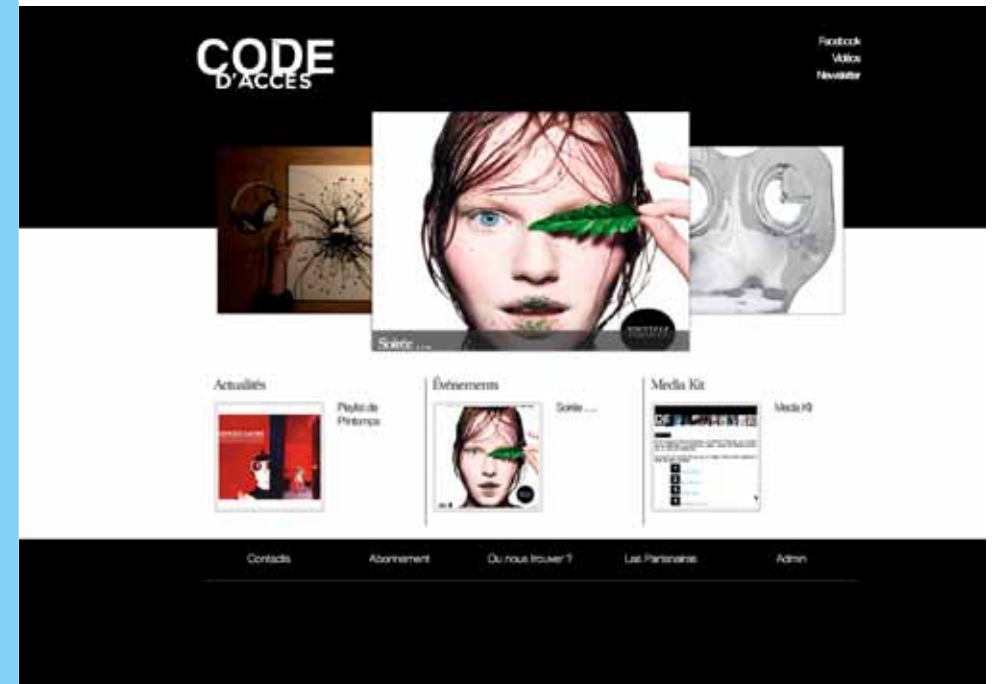 CODE
D'ACCÈS
Facebook
Vidéos
Newsletter
Soirée ....
Actualités
Playlist de
Printemps
Événements
Soirée .....
Media Kit
Media Kit
Contacts
Abonnement
Où nous trouver ?
Les Partenaires
Admin